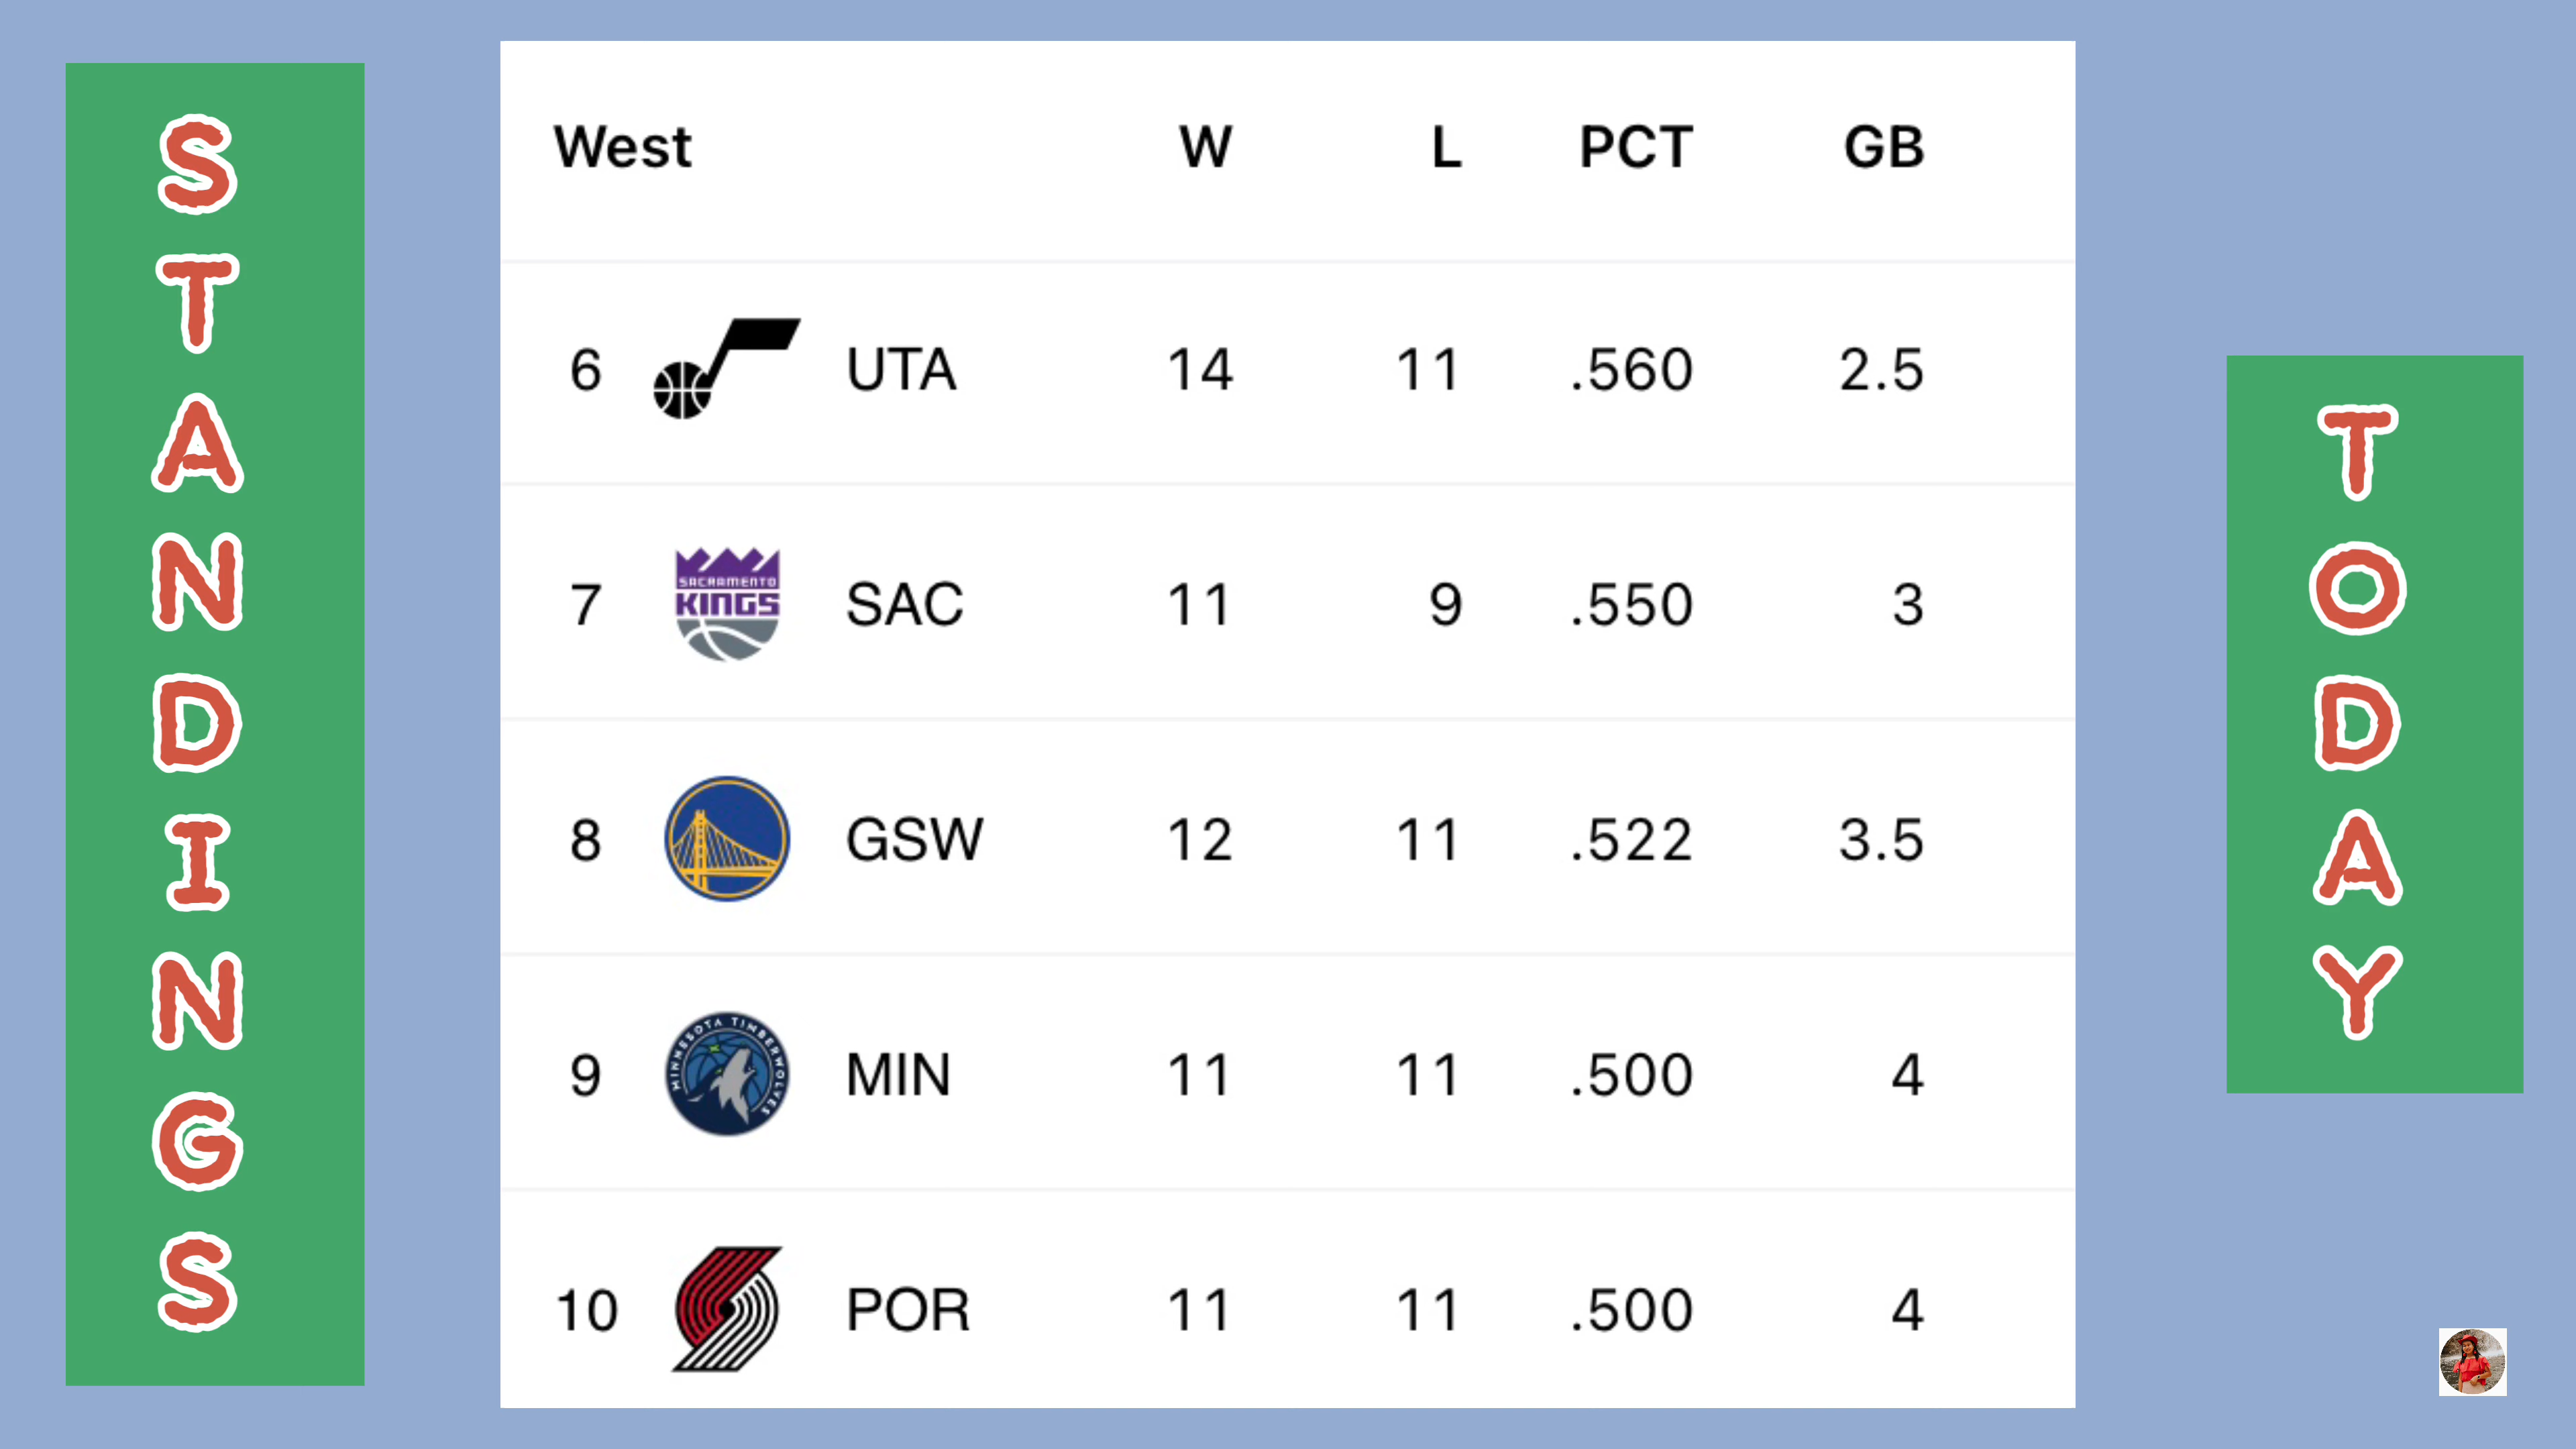 STANDINGS
West W L PCT GB
6 UTA 14 11 .560 2.5
7 SACRAMENTO KINGS SAC 11 9 .550 3
8 GSW 12 11 .522 3.5
9 MINNESOTA TIMBERWOLVES MIN 11 11 .500 4
10 POR 11 11 .500 4
TODAY